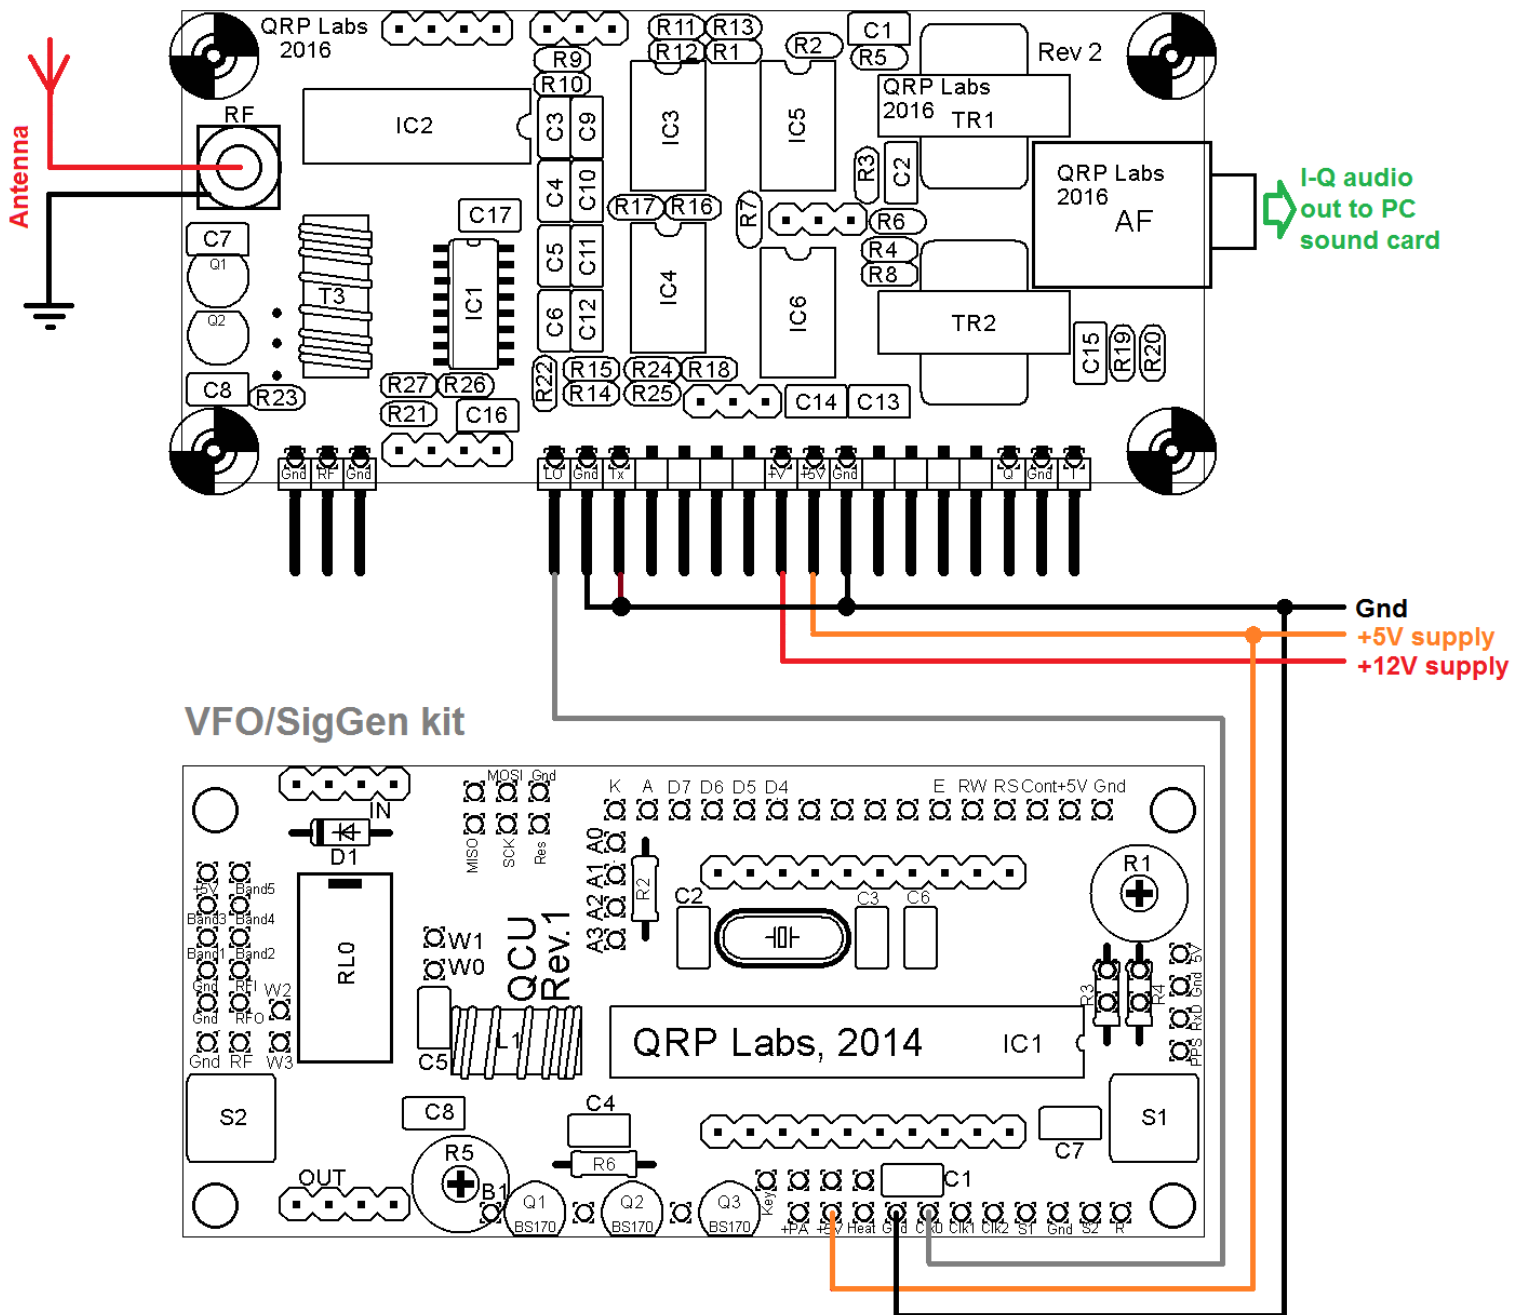 QRP Labs
2016
R11
R13
R12
R1
R2
C1
R5
Rev 2
R9
R10
RF
IC2
C3
C9
IC3
IC5
QRP Labs
2016
TR1
Antenna
C4
C10
R3
C2
QRP Labs
2016
AF
I-Q audio
out to PC
sound card
C17
R17
R16
R7
R6
C7
Q1
T3
IC1
C5
C11
IC4
IC6
R4
R8
Q2
C6
C12
TR2
C15
R19
R20
C8
R23
R27
R26
R21
C16
R22
R15
R14
R24
R25
R18
C14
C13
Gnd
RF
Gnd
LO
Gnd
Tx
+V
+5V
Gnd
Q
Gnd
I
Gnd
+5V supply
+12V supply
VFO/SigGen kit
IN
D1
MOSI
Gnd
MISO
SCK
Res
K
A
D7
D6
D5
D4
E
RW
RS
Cont
+5V
Gnd
A0
A1
A2
A3
R2
C2
C3
C6
R1
+5V
Band5
Band3
Band4
Band1
Band2
Gnd
RFI
Gnd
RFO
Gnd
RF
W2
W3
RL0
W1
W0
QCU
Rev.1
C5
L1
QRP Labs, 2014
IC1
R3
R4
5V
Gnd
RxD
PPS
S2
C8
C4
R5
R6
C7
S1
OUT
B1
Q1
BS170
Q2
BS170
Q3
BS170
Key
C1
+PA
+5V
Heat
Gnd
Clk0
Clk1
Clk2
S1
Gnd
S2
R